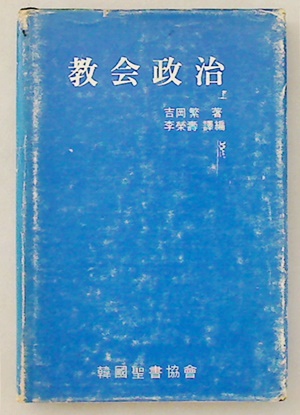 教会政治
吉岡繁 著
李榮壽 譯編
韓國聖書協會